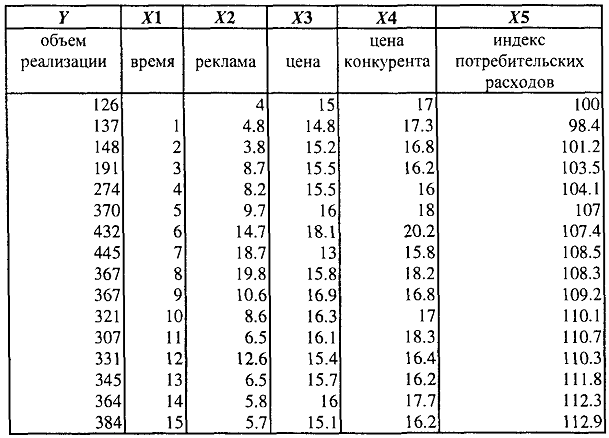 Y X1 X2 X3 X4 X5
объем реализации время реклама цена цена конкурента индекс потребительских расходов
126 4 15 17 100
137 1 4.8 14.8 17.3 98.4
148 2 3.8 15.2 16.8 101.2
191 3 8.7 15.5 16.2 103.5
274 4 8.2 15.5 16 104.1
370 5 9.7 16 18 107
432 6 14.7 18.1 20.2 107.4
445 7 18.7 13 15.8 108.5
367 8 19.8 15.8 18.2 108.3
367 9 10.6 16.9 16.8 109.2
321 10 8.6 16.3 17 110.1
307 11 6.5 16.1 18.3 110.7
331 12 12.6 15.4 16.4 110.3
345 13 6.5 15.7 16.2 111.8
364 14 5.8 16 17.7 112.3
384 15 5.7 15.1 16.2 112.9